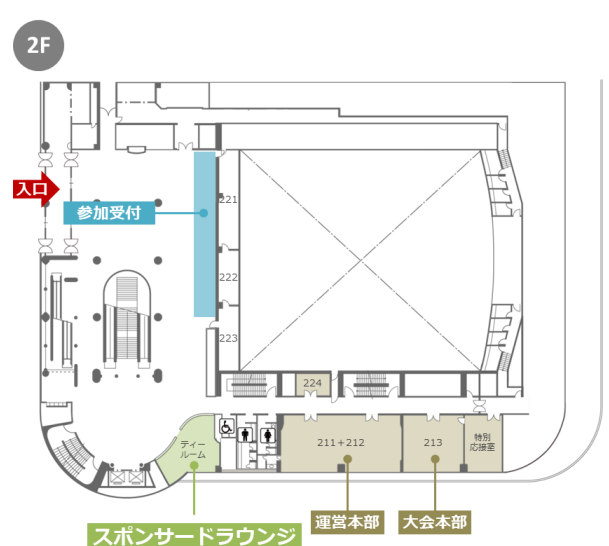 2F
入口
参加受付
221
222
223
224
ティー
ルーム
211+212
213
特別
応接室
運営本部
大会本部
スポンサードラウンジ